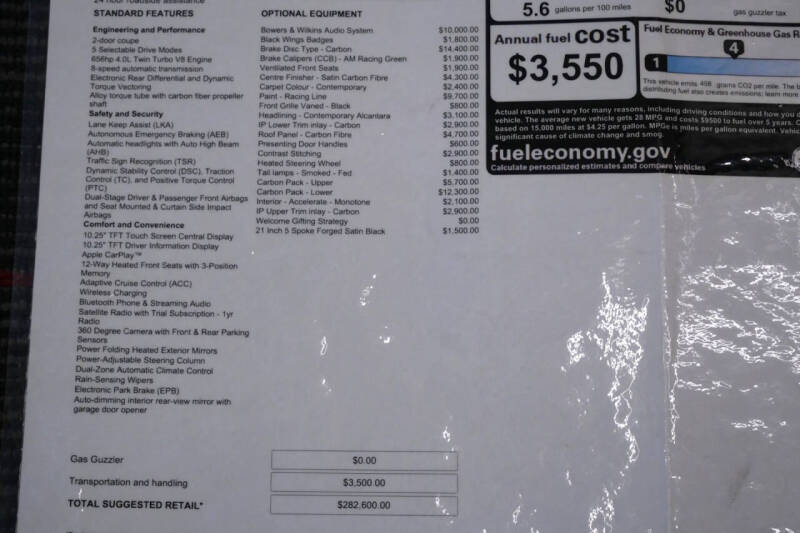 24 hour roadside assistance
STANDARD FEATURES
Engineering and Performance
2-door coupe
5 Selectable Drive Modes
656hp 4.0L Twin Turbo V8 Engine
8-speed automatic transmission
Electronic Rear Differential and Dynamic
Torque Vectoring
Alloy torque tube with carbon fiber propeller
shaft
Safety and Security
Lane Keep Assist (LKA)
Autonomous Emergency Braking (AEB)
Automatic headlights with Auto High Beam
(AHB)
Traffic Sign Recognition (TSR)
Dynamic Stability Control (DSC), Traction
Control (TC), and Positive Torque Control
(PTC)
Dual-Stage Driver & Passenger Front Airbags
and Seat Mounted & Curtain Side Impact
Airbags
Comfort and Convenience
10.25" TFT Touch Screen Central Display
10.25" TFT Driver Information Display
Apple CarPlay™
12-Way Heated Front Seats with 3-Position
Memory
Adaptive Cruise Control (ACC)
Wireless Charging
Bluetooth Phone & Streaming Audio
Satellite Radio with Trial Subscription - 1yr
Radio
360 Degree Camera with Front & Rear Parking
Sensors
Power Folding Heated Exterior Mirrors
Power-Adjustable Steering Column
Dual-Zone Automatic Climate Control
Rain-Sensing Wipers
Electronic Park Brake (EPB)
Auto-dimming interior rear-view mirror with
garage door opener
OPTIONAL EQUIPMENT
Bowers & Wilkins Audio System $10,000.00
Black Wings Badges $1,800.00
Brake Disc Type - Carbon $14,400.00
Brake Calipers (CCB) - AM Racing Green $1,900.00
Ventilated Front Seats $1,900.00
Centre Finisher - Satin Carbon Fibre $4,300.00
Carpet Colour - Contemporary $2,400.00
Paint - Racing Line $9,700.00
Front Grille Vaned - Black $800.00
Headlining - Contemporary Alcantara $3,100.00
IP Lower Trim inlay - Carbon $2,900.00
Roof Panel - Carbon Fibre $4,700.00
Presenting Door Handles $600.00
Contrast Stitching $2,900.00
Heated Steering Wheel $800.00
Tail lamps - Smoked - Fed $1,400.00
Carbon Pack - Upper $5,700.00
Carbon Pack - Lower $12,300.00
Interior - Accelerate - Monotone $2,100.00
IP Upper Trim inlay - Carbon $2,900.00
Welcome Gifting Strategy $0.00
21 Inch 5 Spoke Forged Satin Black $1,500.00
5.6 gallons per 100 miles
$0
gas guzzler tax
Annual fuel cost
$3,550
Fuel Economy & Greenhouse Gas R
4
1
This vehicle emits 498 grams CO2 per mile. The b
distributing fuel also creates emissions; learn more
Actual results will vary for many reasons, including driving conditions and how you d
vehicle. The average new vehicle gets 28 MPG and costs $9500 to fuel over 5 years. C
based on 15,000 miles at $4.25 per gallon. MPGe is miles per gallon equivalent. Vehic
significant cause of climate change and smog.
fueleconomy.gov
Calculate personalized estimates and compare vehicles
Gas Guzzler $0.00
Transportation and handling $3,500.00
TOTAL SUGGESTED RETAIL* $282,600.00